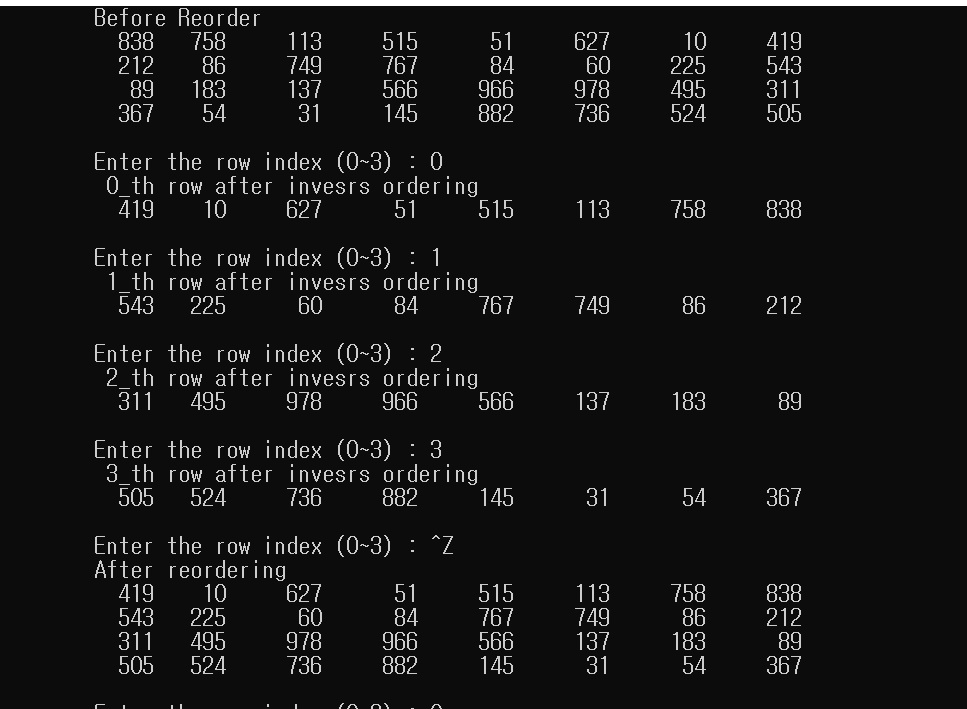 Before Reorder
838 758 113 515 51 627 10 419
212 86 749 767 84 60 225 543
89 183 137 566 966 978 495 311
367 54 31 145 882 736 524 505
Enter the row index (0~3) : 0
0_th row after invesrs ordering
419 10 627 51 515 113 758 838
Enter the row index (0~3) : 1
1_th row after invesrs ordering
543 225 60 84 767 749 86 212
Enter the row index (0~3) : 2
2_th row after invesrs ordering
311 495 978 966 566 137 183 89
Enter the row index (0~3) : 3
3_th row after invesrs ordering
505 524 736 882 145 31 54 367
Enter the row index (0~3) : ^Z
After reordering
419 10 627 51 515 113 758 838
543 225 60 84 767 749 86 212
311 495 978 966 566 137 183 89
505 524 736 882 145 31 54 367